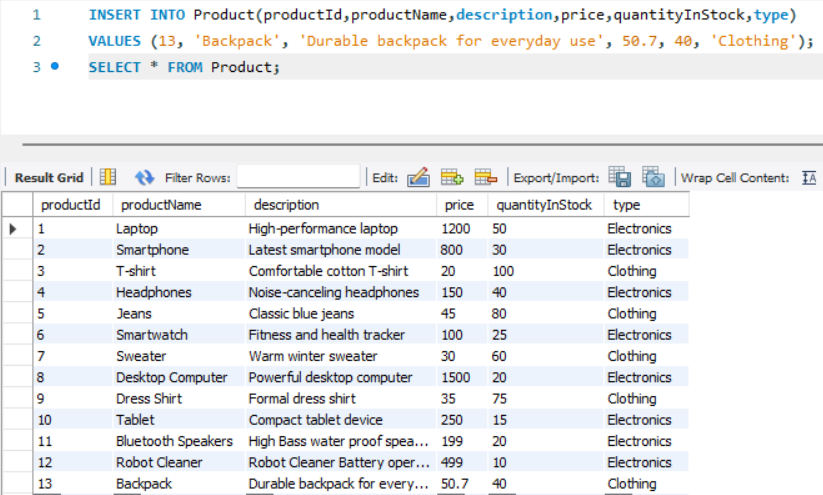 1 INSERT INTO Product(productId,productName,description,price,quantityInStock,type)
2 VALUES (13, 'Backpack', 'Durable backpack for everyday use', 50.7, 40, 'Clothing');
3 SELECT * FROM Product;
Result Grid Filter Rows: Edit: Export/Import: Wrap Cell Content: IA
productId productName description price quantityInStock type
1 Laptop High-performance laptop 1200 50 Electronics
2 Smartphone Latest smartphone model 800 30 Electronics
3 T-shirt Comfortable cotton T-shirt 20 100 Clothing
4 Headphones Noise-canceling headphones 150 40 Electronics
5 Jeans Classic blue jeans 45 80 Clothing
6 Smartwatch Fitness and health tracker 100 25 Electronics
7 Sweater Warm winter sweater 30 60 Clothing
8 Desktop Computer Powerful desktop computer 1500 20 Electronics
9 Dress Shirt Formal dress shirt 35 75 Clothing
10 Tablet Compact tablet device 250 15 Electronics
11 Bluetooth Speakers High Bass water proof spea... 199 20 Electronics
12 Robot Cleaner Robot Cleaner Battery oper... 499 10 Electronics
13 Backpack Durable backpack for every... 50.7 40 Clothing